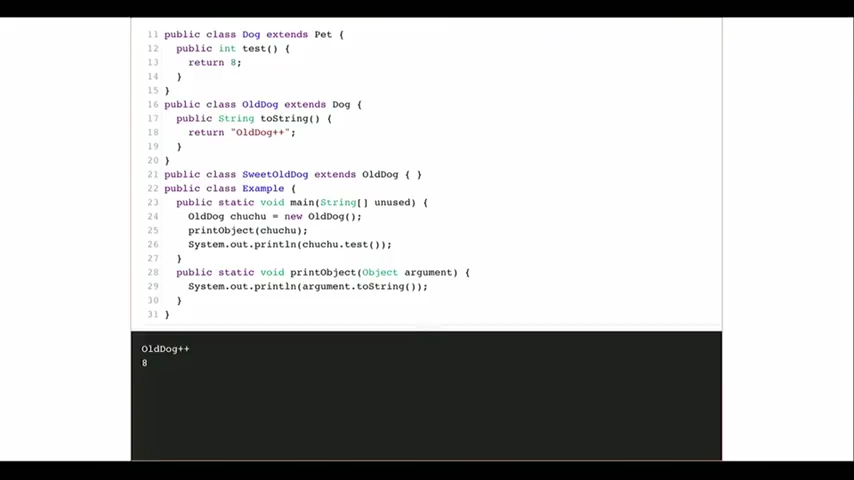 11 public class Dog extends Pet {
12   public int test() {
13     return 8;
14   }
15 }
16 public class OldDog extends Dog {
17   public String toString() {
18     return "OldDog++";
19   }
20 }
21 public class SweetOldDog extends OldDog { }
22 public class Example {
23   public static void main(String[] unused) {
24     OldDog chuchu = new OldDog();
25     printObject(chuchu);
26     System.out.println(chuchu.test());
27   }
28   public static void printObject(Object argument) {
29     System.out.println(argument.toString());
30   }
31 }
OldDog++
8